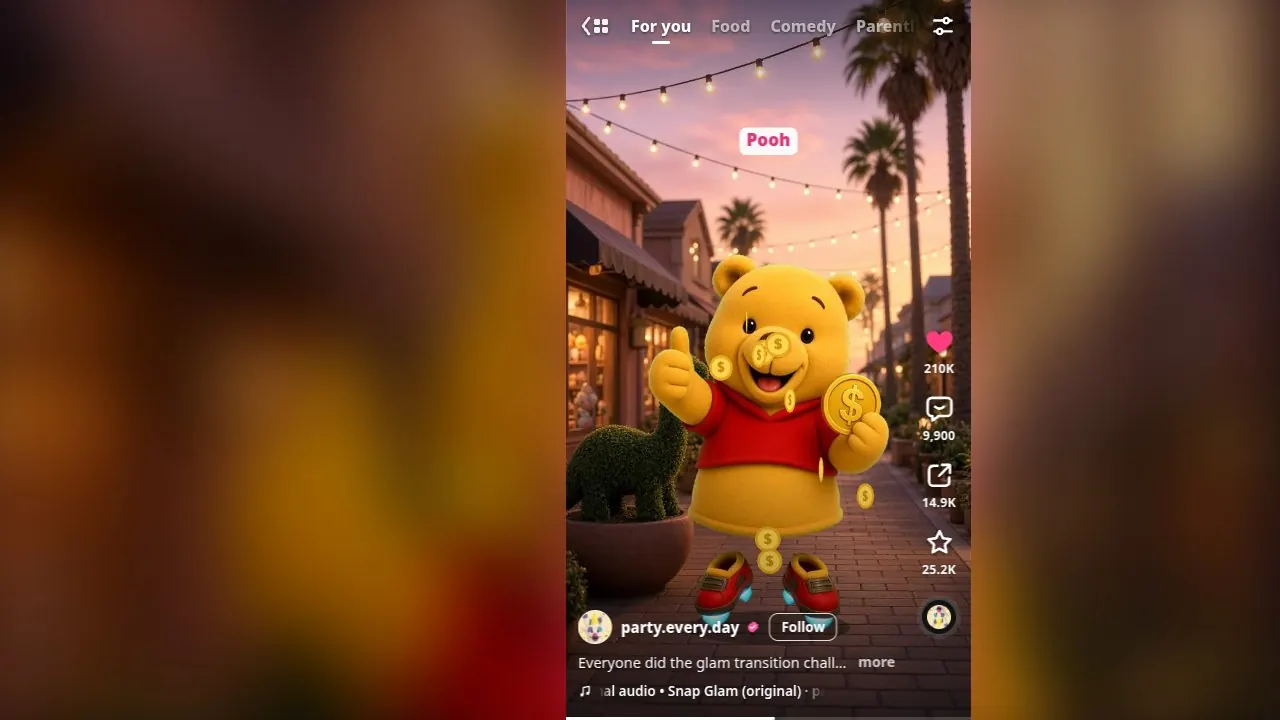 For you Food Comedy Parenti
Pooh
$
$
$
$
$
$
$
$
210K
9,900
14.9K
25.2K
party.every.day Follow
Everyone did the glam transition chall... more
al audio • Snap Glam (original) · p